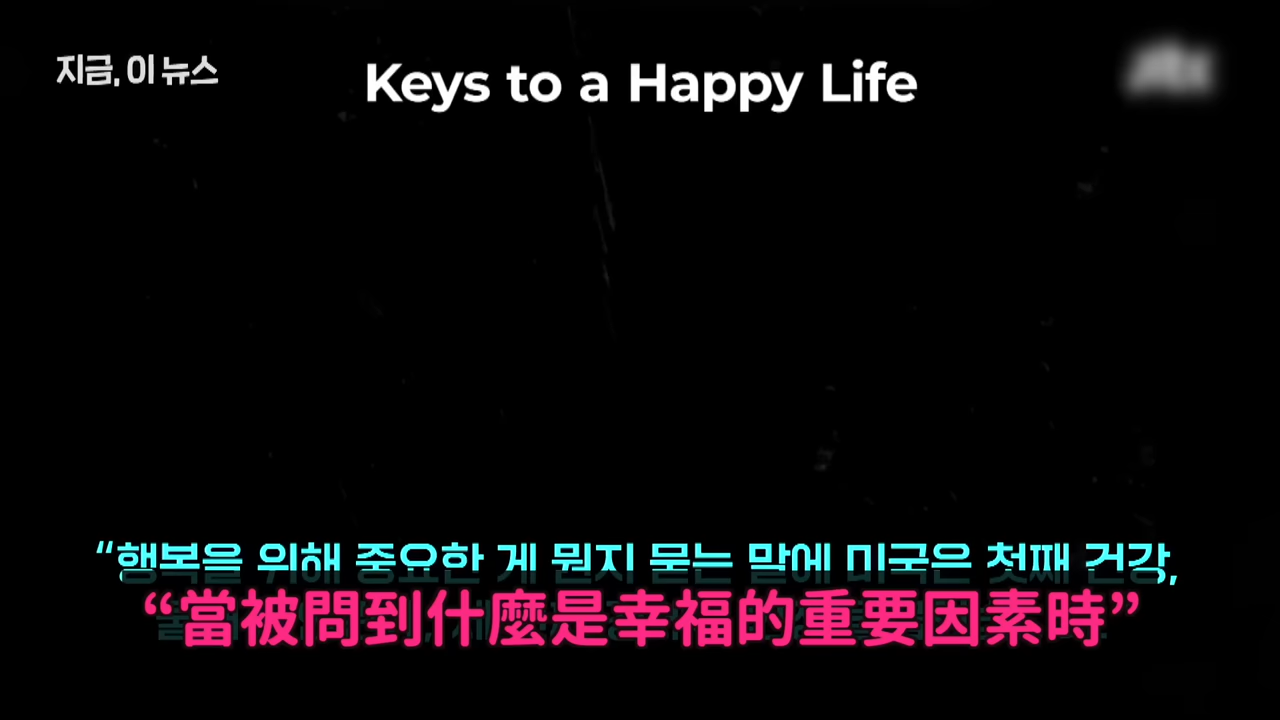 지금, 이 뉴스
Keys to a Happy Life
“행복을 위해 중요한 게 뭔지 묻는 말에 미국은 첫째 건강,
“當被問到什麼是幸福的重要因素時”